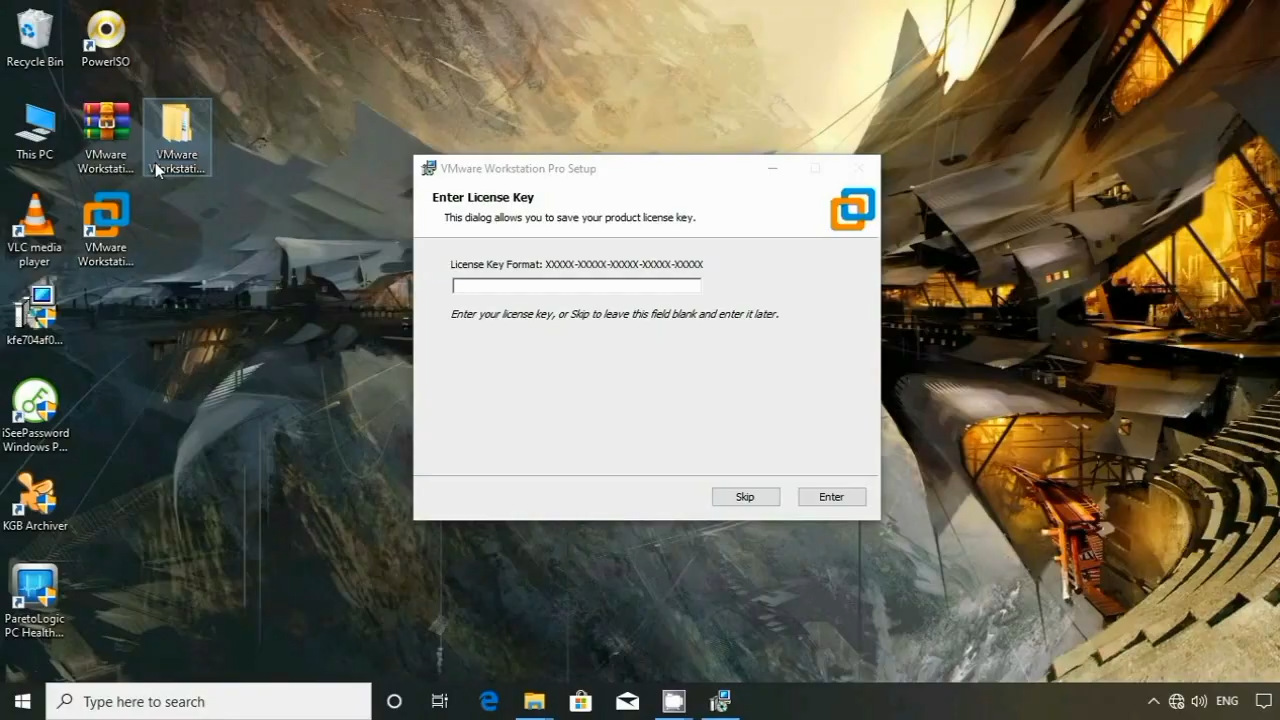 Recycle Bin
PowerISO
This PC
VMware
Workstati...
VMware
Workstati...
VLC media
player
VMware
Workstati...
kfe704af0...
iSeePassword
Windows P...
KGB Archiver
ParetoLogic
PC Health...
VMware Workstation Pro Setup
Enter License Key
This dialog allows you to save your product license key.
License Key Format: XXXXX-XXXXX-XXXXX-XXXXX-XXXXX
Enter your license key, or Skip to leave this field blank and enter it later.
Skip
Enter
Type here to search
ENG